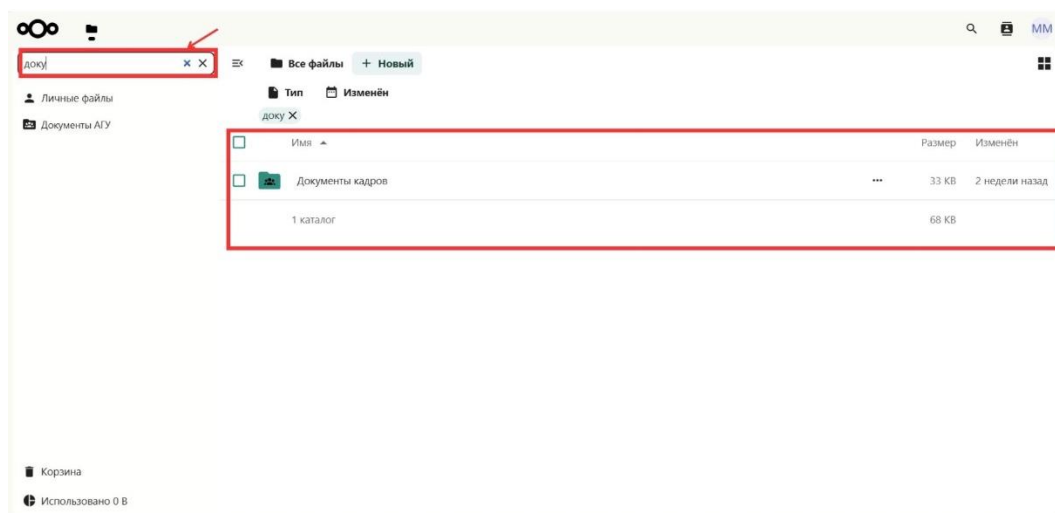 MM
доку
Все файлы + Новый
Личные файлы
Тип Изменён
Документы АГУ
доку
Имя Размер Изменён
Документы кадров ... 33 KB 2 недели назад
1 каталог 68 KB
Корзина
Использовано 0 B